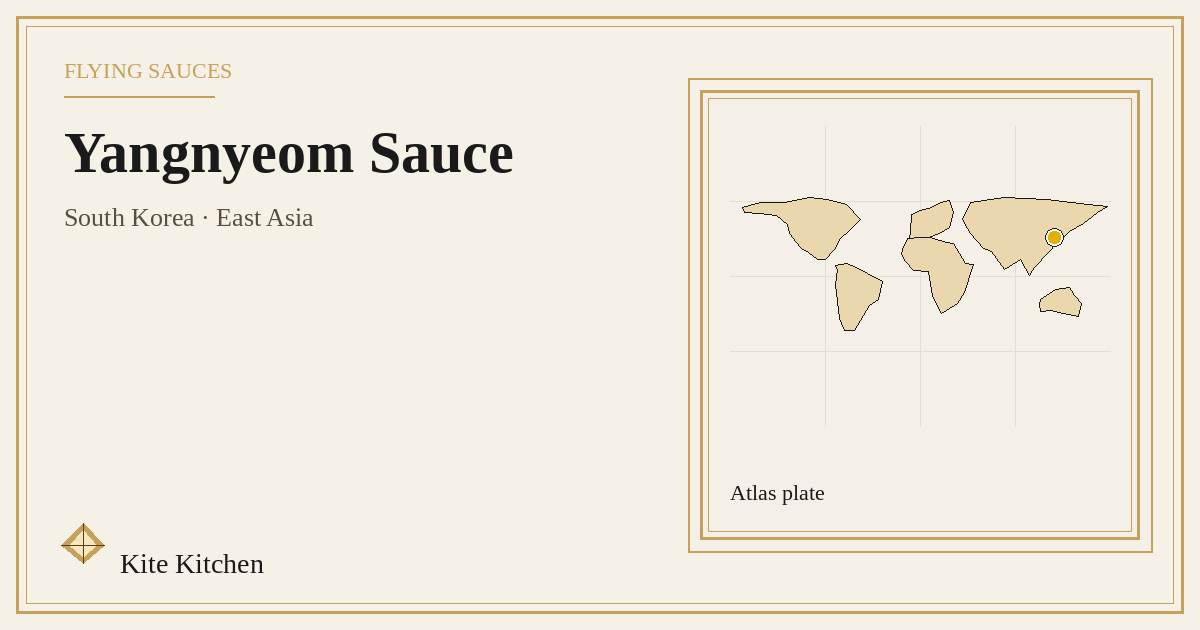 FLYING SAUCES
Yangnyeom Sauce
South Korea · East Asia
Atlas plate
Kite Kitchen